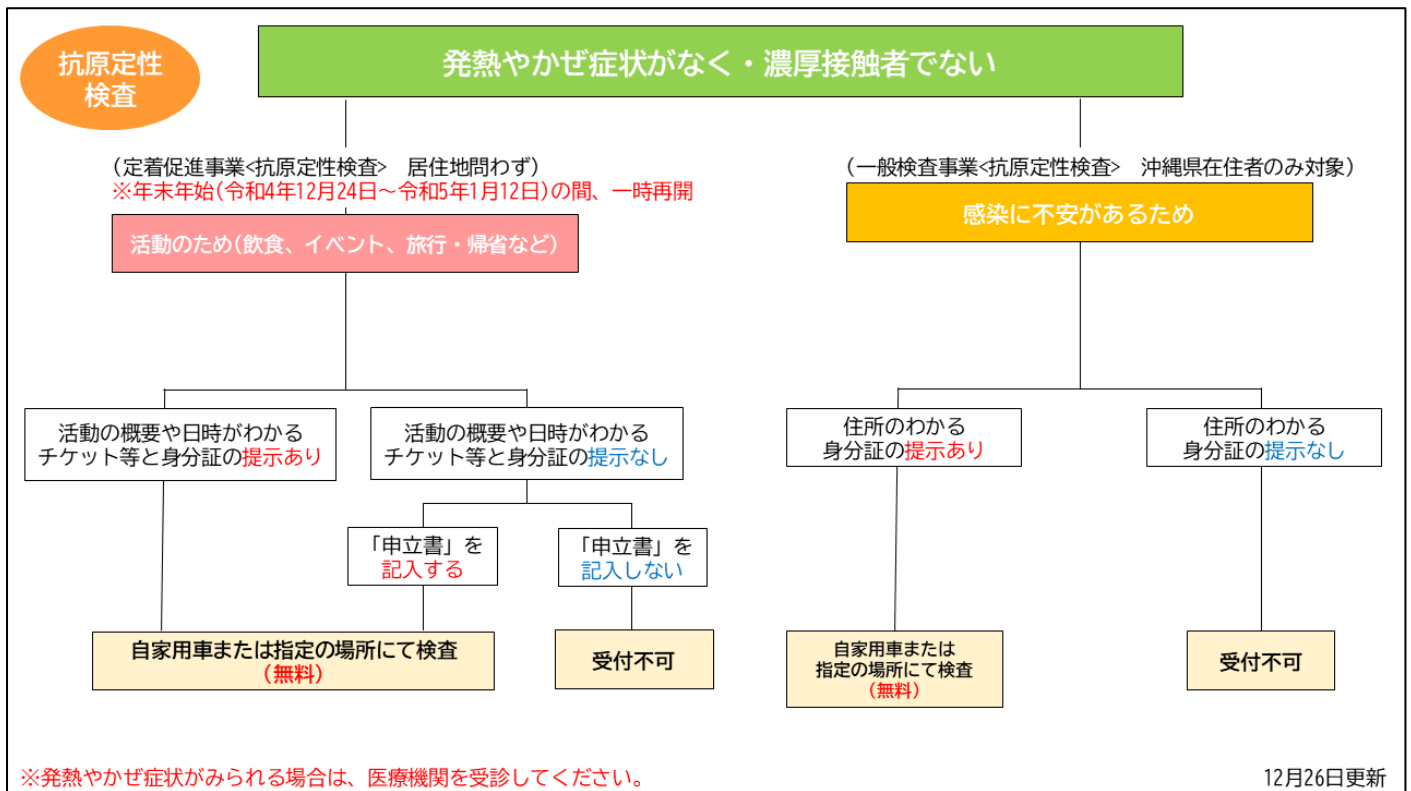 抗原定性
検査
発熱やかぜ症状がなく・濃厚接触者でない
(定着促進事業<抗原定性検査>　居住地問わず)
※年末年始(令和4年12月24日～令和5年1月12日)の間、一時再開
活動のため(飲食、イベント、旅行・帰省など)
(一般検査事業<抗原定性検査>　沖縄県在住者のみ対象)
感染に不安があるため
活動の概要や日時がわかる
チケット等と身分証の提示あり
活動の概要や日時がわかる
チケット等と身分証の提示なし
住所のわかる
身分証の提示あり
住所のわかる
身分証の提示なし
「申立書」を
記入する
「申立書」を
記入しない
自家用車または指定の場所にて検査
(無料)
受付不可
自家用車または
指定の場所にて検査
(無料)
受付不可
※発熱やかぜ症状がみられる場合は、医療機関を受診してください。
12月26日更新